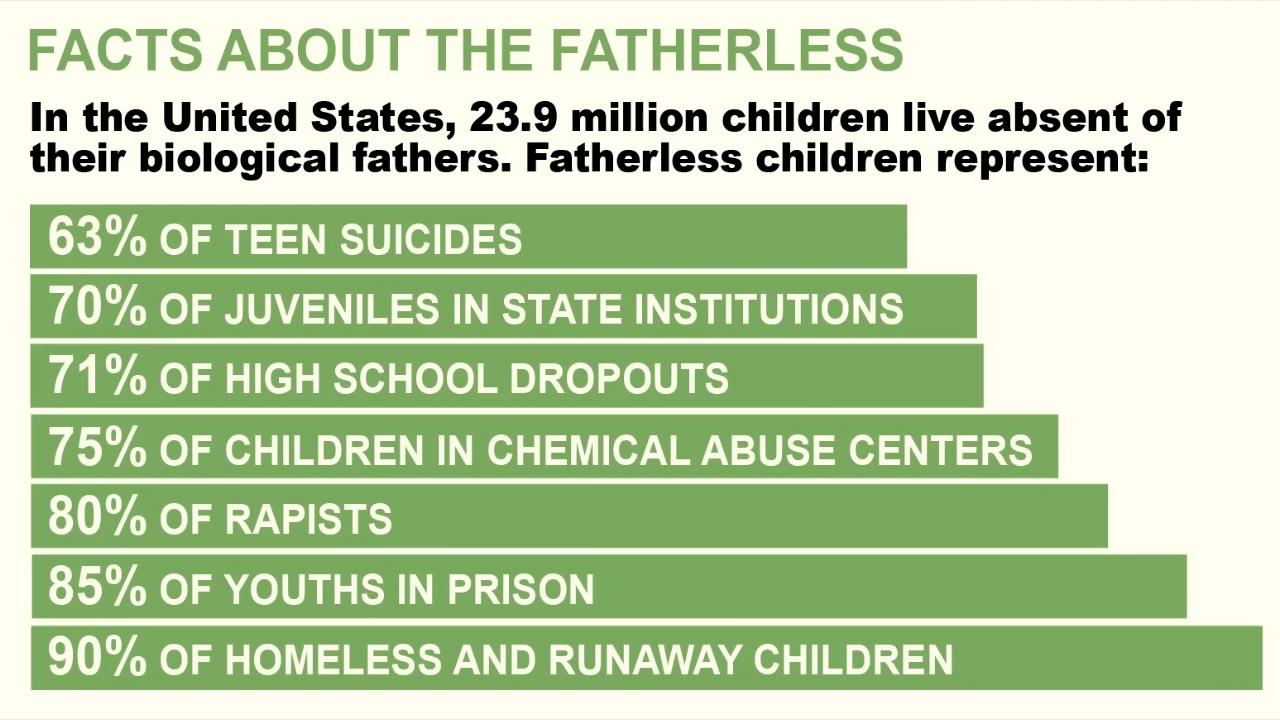 FACTS ABOUT THE FATHERLESS
In the United States, 23.9 million children live absent of
their biological fathers. Fatherless children represent:
63% OF TEEN SUICIDES
70% OF JUVENILES IN STATE INSTITUTIONS
71% OF HIGH SCHOOL DROPOUTS
75% OF CHILDREN IN CHEMICAL ABUSE CENTERS
80% OF RAPISTS
85% OF YOUTHS IN PRISON
90% OF HOMELESS AND RUNAWAY CHILDREN